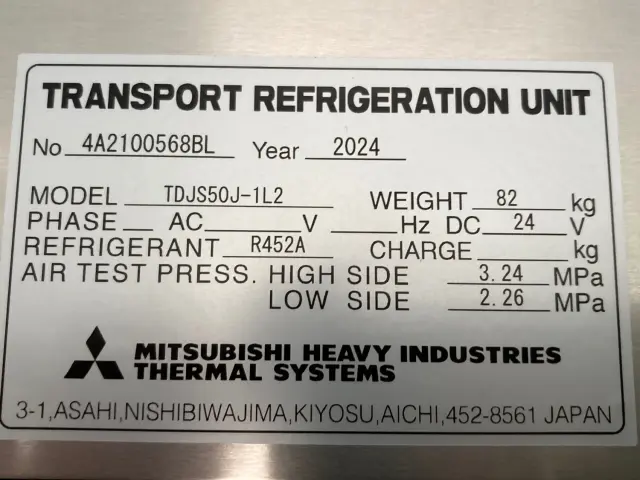 TRANSPORT REFRIGERATION UNIT
No 4A2100568BL Year 2024
MODEL TDJS50J-1L2 WEIGHT 82 kg
PHASE AC V Hz DC 24 V
REFRIGERANT R452A CHARGE kg
AIR TEST PRESS. HIGH SIDE 3.24 MPa
LOW SIDE 2.26 MPa
MITSUBISHI HEAVY INDUSTRIES
THERMAL SYSTEMS
3-1,ASAHI,NISHIBIWAJIMA,KIYOSU,AICHI,452-8561 JAPAN